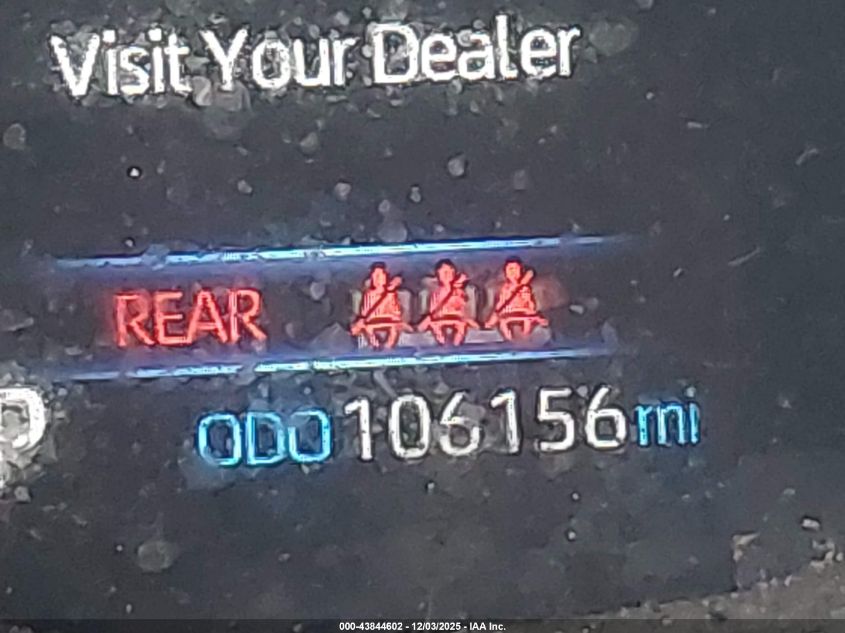 Visit Your Dealer
REAR
P
ODO 106156 mi
000-43844602 - 12/03/2025 - IAA Inc.